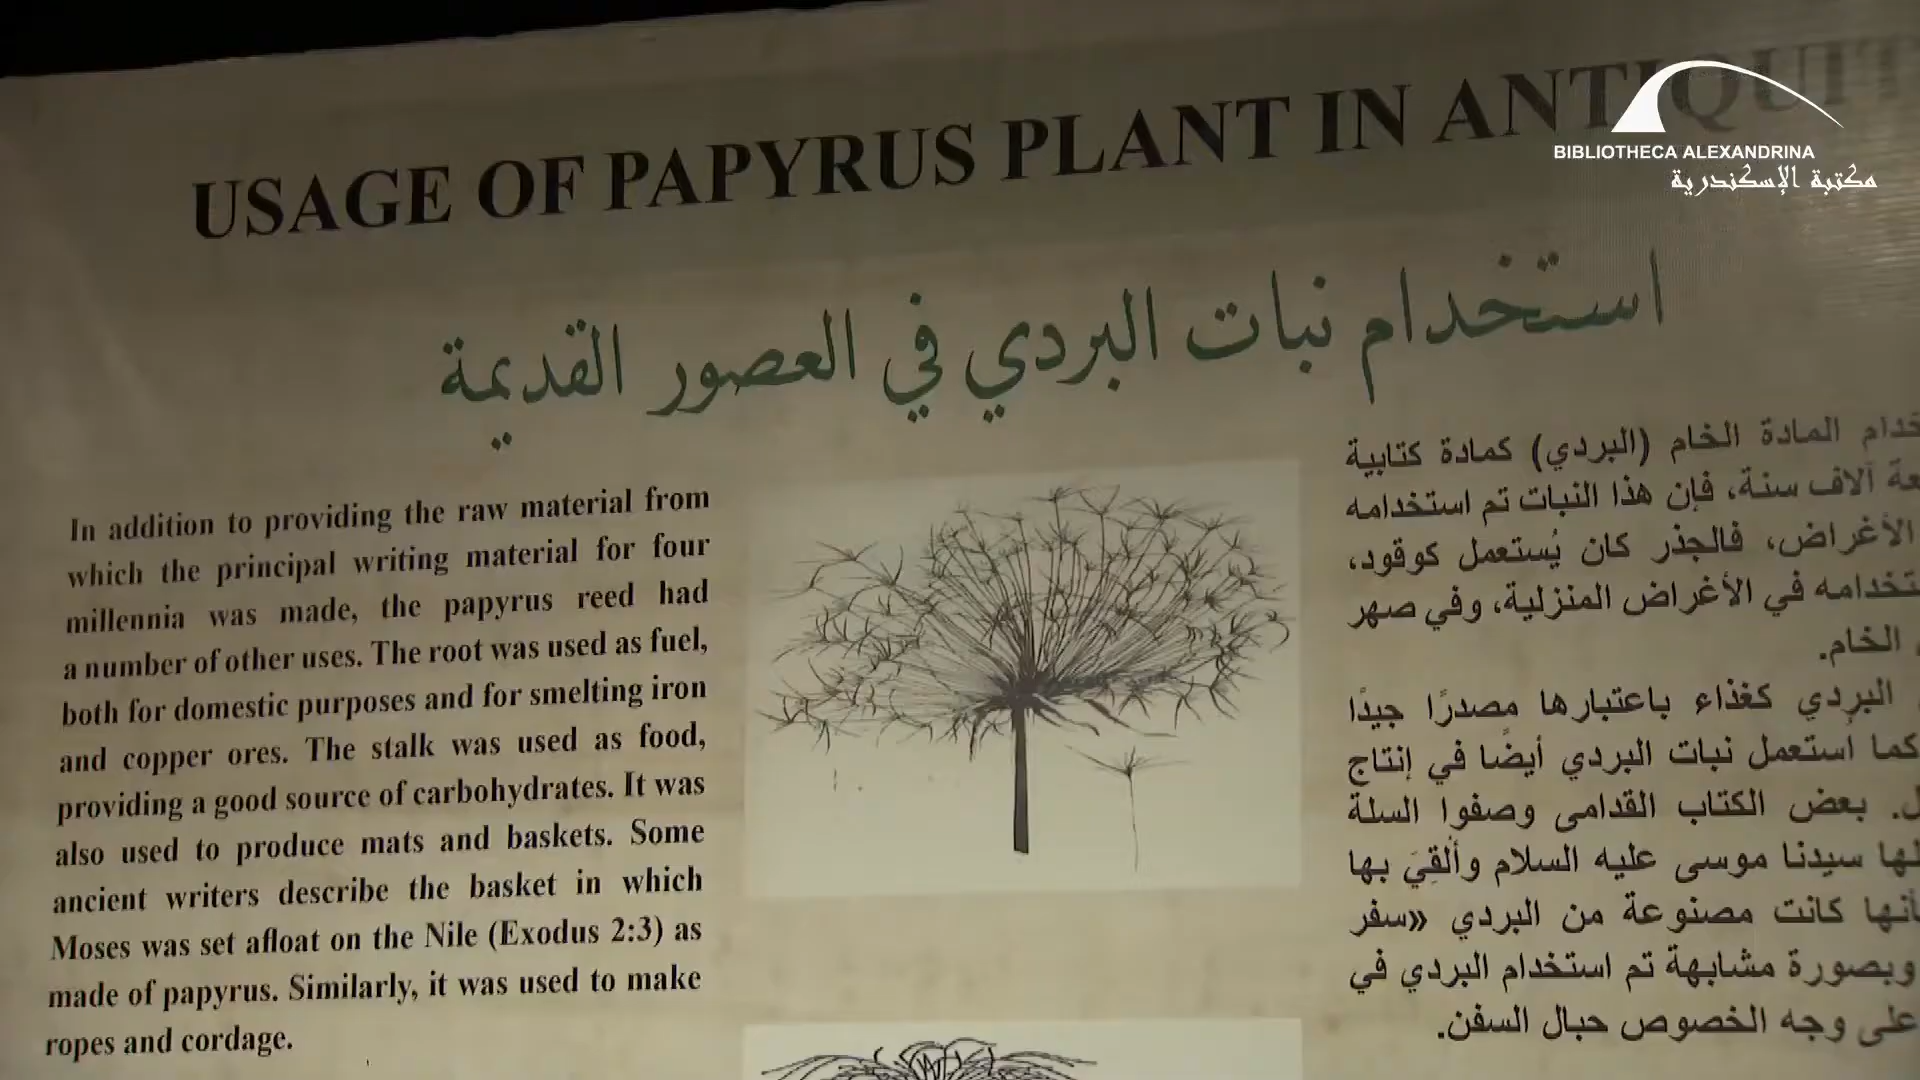 USAGE OF PAPYRUS PLANT IN
BIBLIOTHECA ALEXANDRINA
مكتبة الإسكندرية
استخدام نبات البردي في العصور القديمة
In addition to providing the raw material from
which the principal writing material for four
millennia was made, the papyrus reed had
a number of other uses. The root was used as fuel,
both for domestic purposes and for smelting iron
and copper ores. The stalk was used as food,
providing a good source of carbohydrates. It was
also used to produce mats and baskets. Some
ancient writers describe the basket in which
Moses was set afloat on the Nile (Exodus 2:3) as
made of papyrus. Similarly, it was used to make
ropes and cordage.
المادة الخام (البردي) كمادة كتابية
آلاف سنة، فإن هذا النبات تم استخدامه
الأغراض، فالجذر كان يُستعمل كوقود،
في الأغراض المنزلية، وفي صهر
الخام.
البردي كغذاء باعتبارها مصدرًا جيدًا
كما استعمل نبات البردي أيضًا في إنتاج
بعض الكتاب القدامى وصفوا السلة
سيدنا موسى عليه السلام وأُلقِيَ بها
كانت مصنوعة من البردي «سفر
وبصورة مشابهة تم استخدام البردي في
على وجه الخصوص حبال السفن.